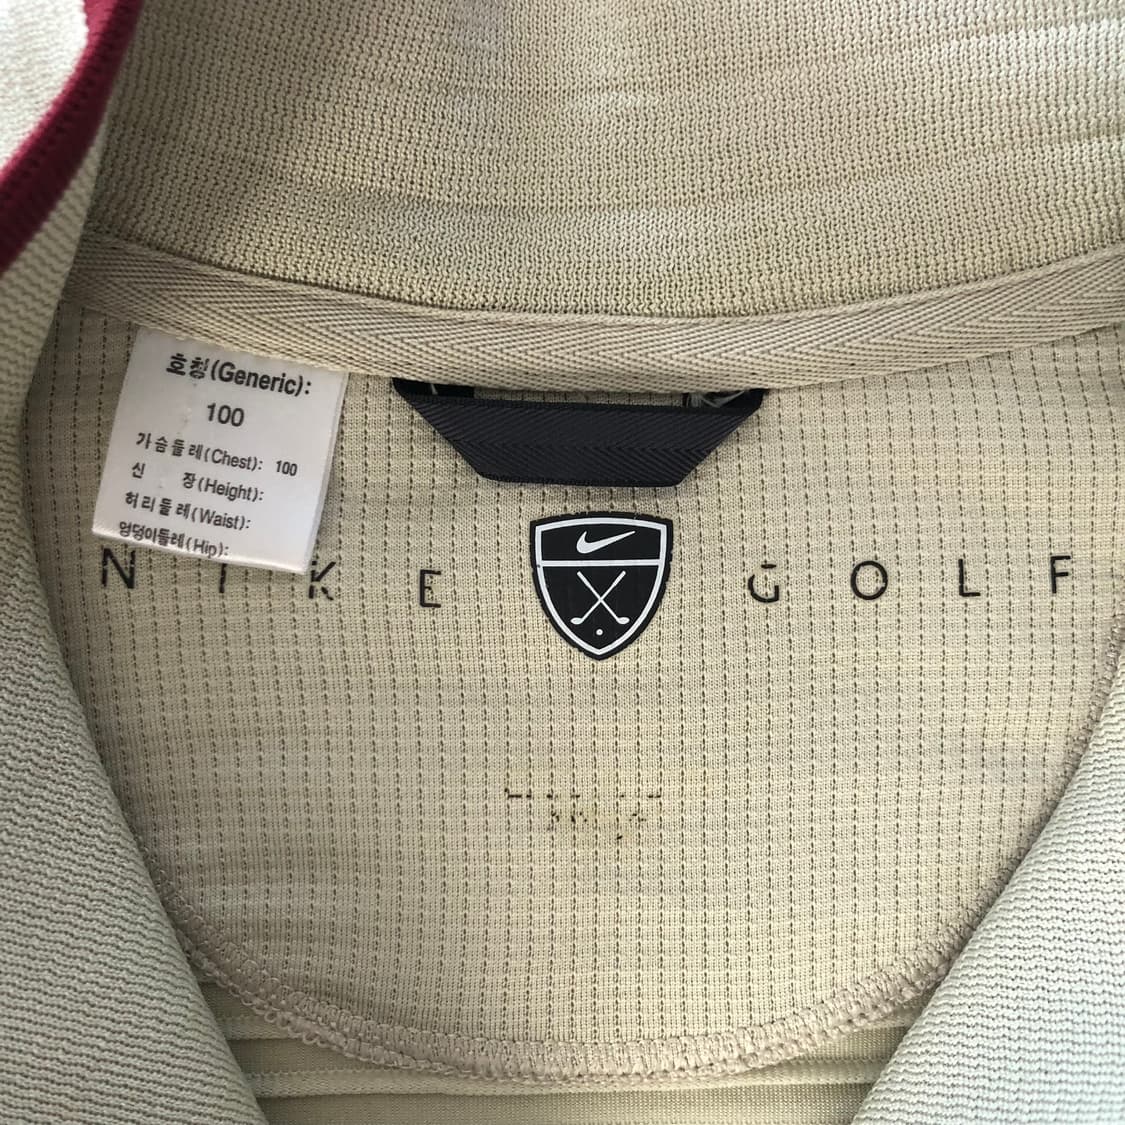 호칭(Generic):
100
가슴둘레(Chest): 100
신 장(Height):
허리둘레(Waist):
엉덩이둘레(Hip):
NIKE GOLF